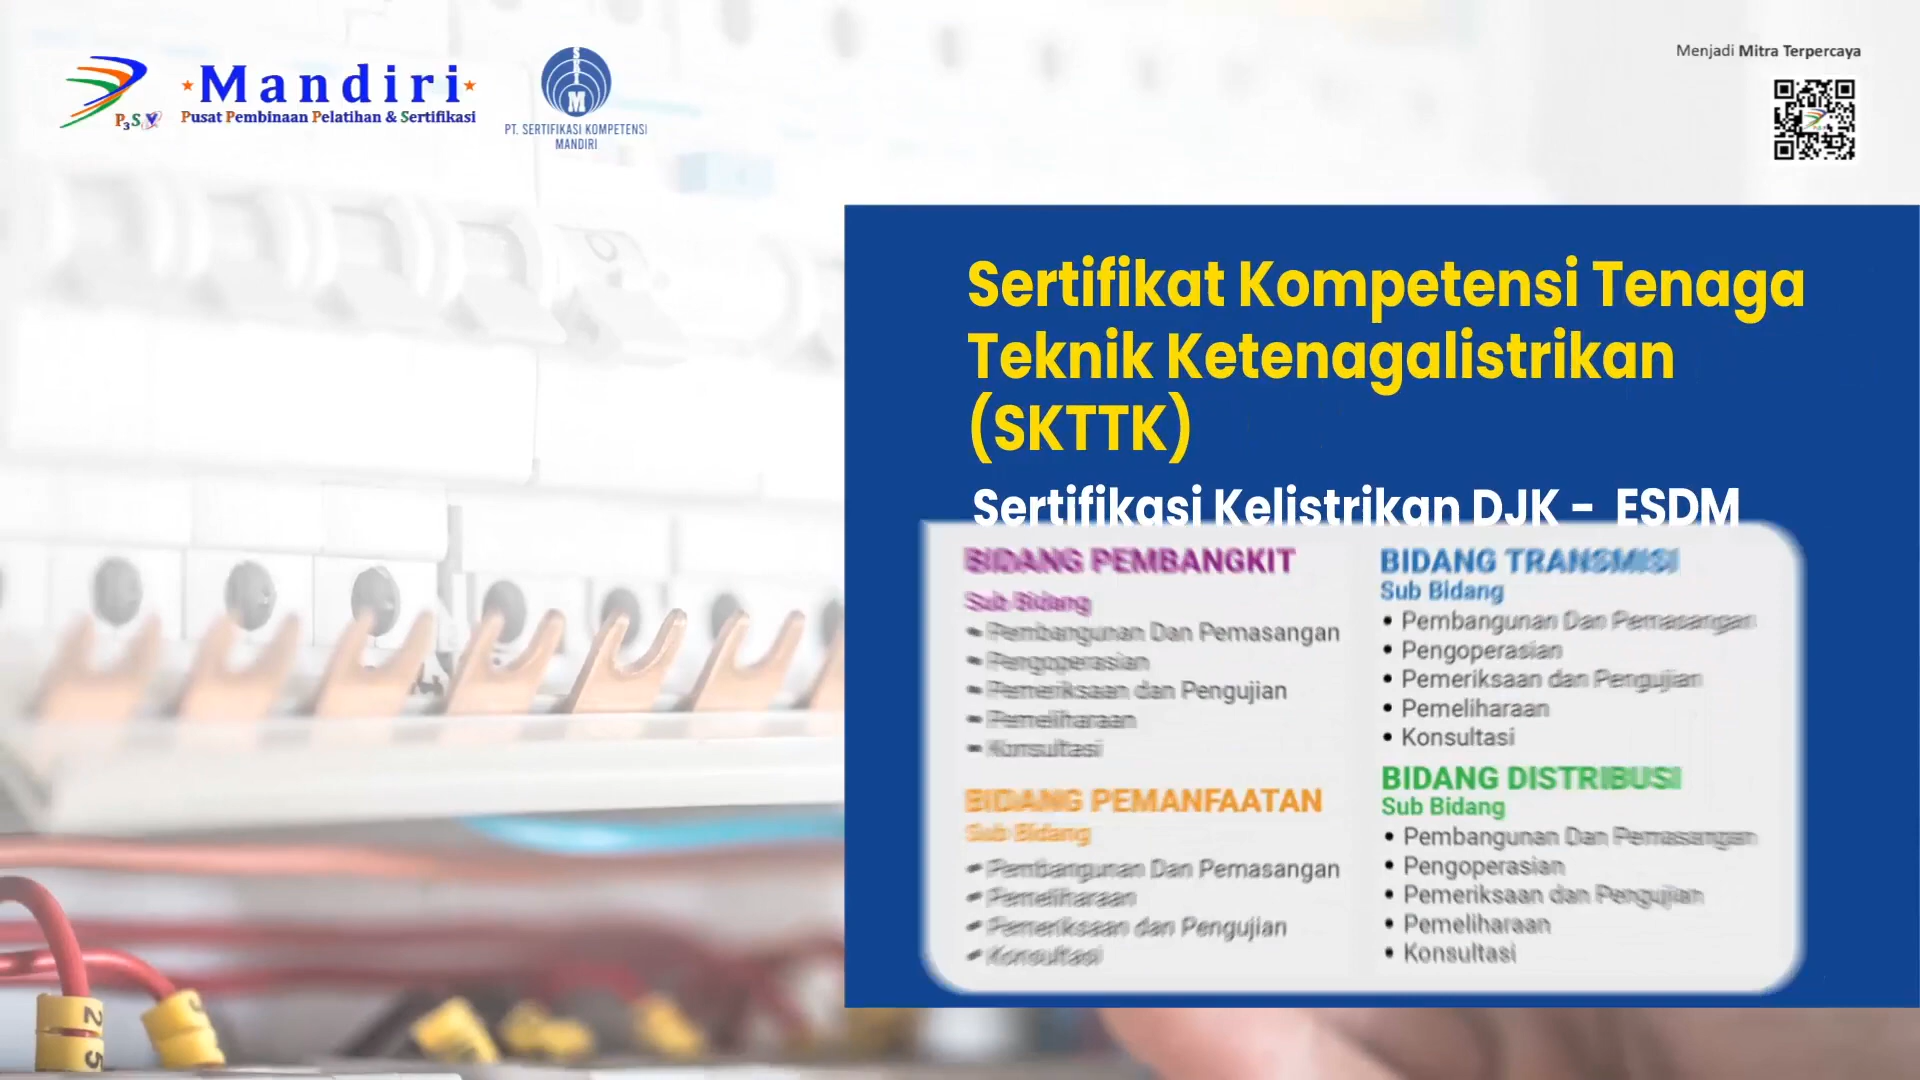 P3SM
Mandiri
Pusat Pembinaan Pelatihan & Sertifikasi
SKTM
PT. SERTIFIKASI KOMPETENSI
MANDIRI
Menjadi Mitra Terpercaya
Sertifikat Kompetensi Tenaga
Teknik Ketenagalistrikan
(SKTTK)
Sertifikasi Kelistrikan DJK - ESDM
BIDANG PEMBANGKIT
Sub Bidang
• Pembangunan Dan Pemasangan
• Pengoperasian
• Pemeriksaan dan Pengujian
• Pemeliharaan
• Konsultasi
BIDANG PEMANFAATAN
Sub Bidang
• Pembangunan Dan Pemasangan
• Pemeliharaan
• Pemeriksaan dan Pengujian
• Konsultasi
BIDANG TRANSMISI
Sub Bidang
• Pembangunan Dan Pemasangan
• Pengoperasian
• Pemeriksaan dan Pengujian
• Pemeliharaan
• Konsultasi
BIDANG DISTRIBUSI
Sub Bidang
• Pembangunan Dan Pemasangan
• Pengoperasian
• Pemeriksaan dan Pengujian
• Pemeliharaan
• Konsultasi
2
5